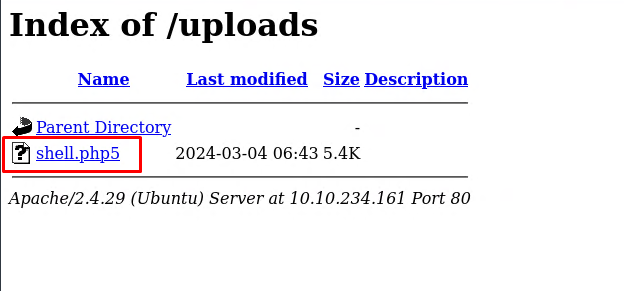 Index of /uploads
Name Last modified Size Description
Parent Directory -
shell.php5 2024-03-04 06:43 5.4K
Apache/2.4.29 (Ubuntu) Server at 10.10.234.161 Port 80